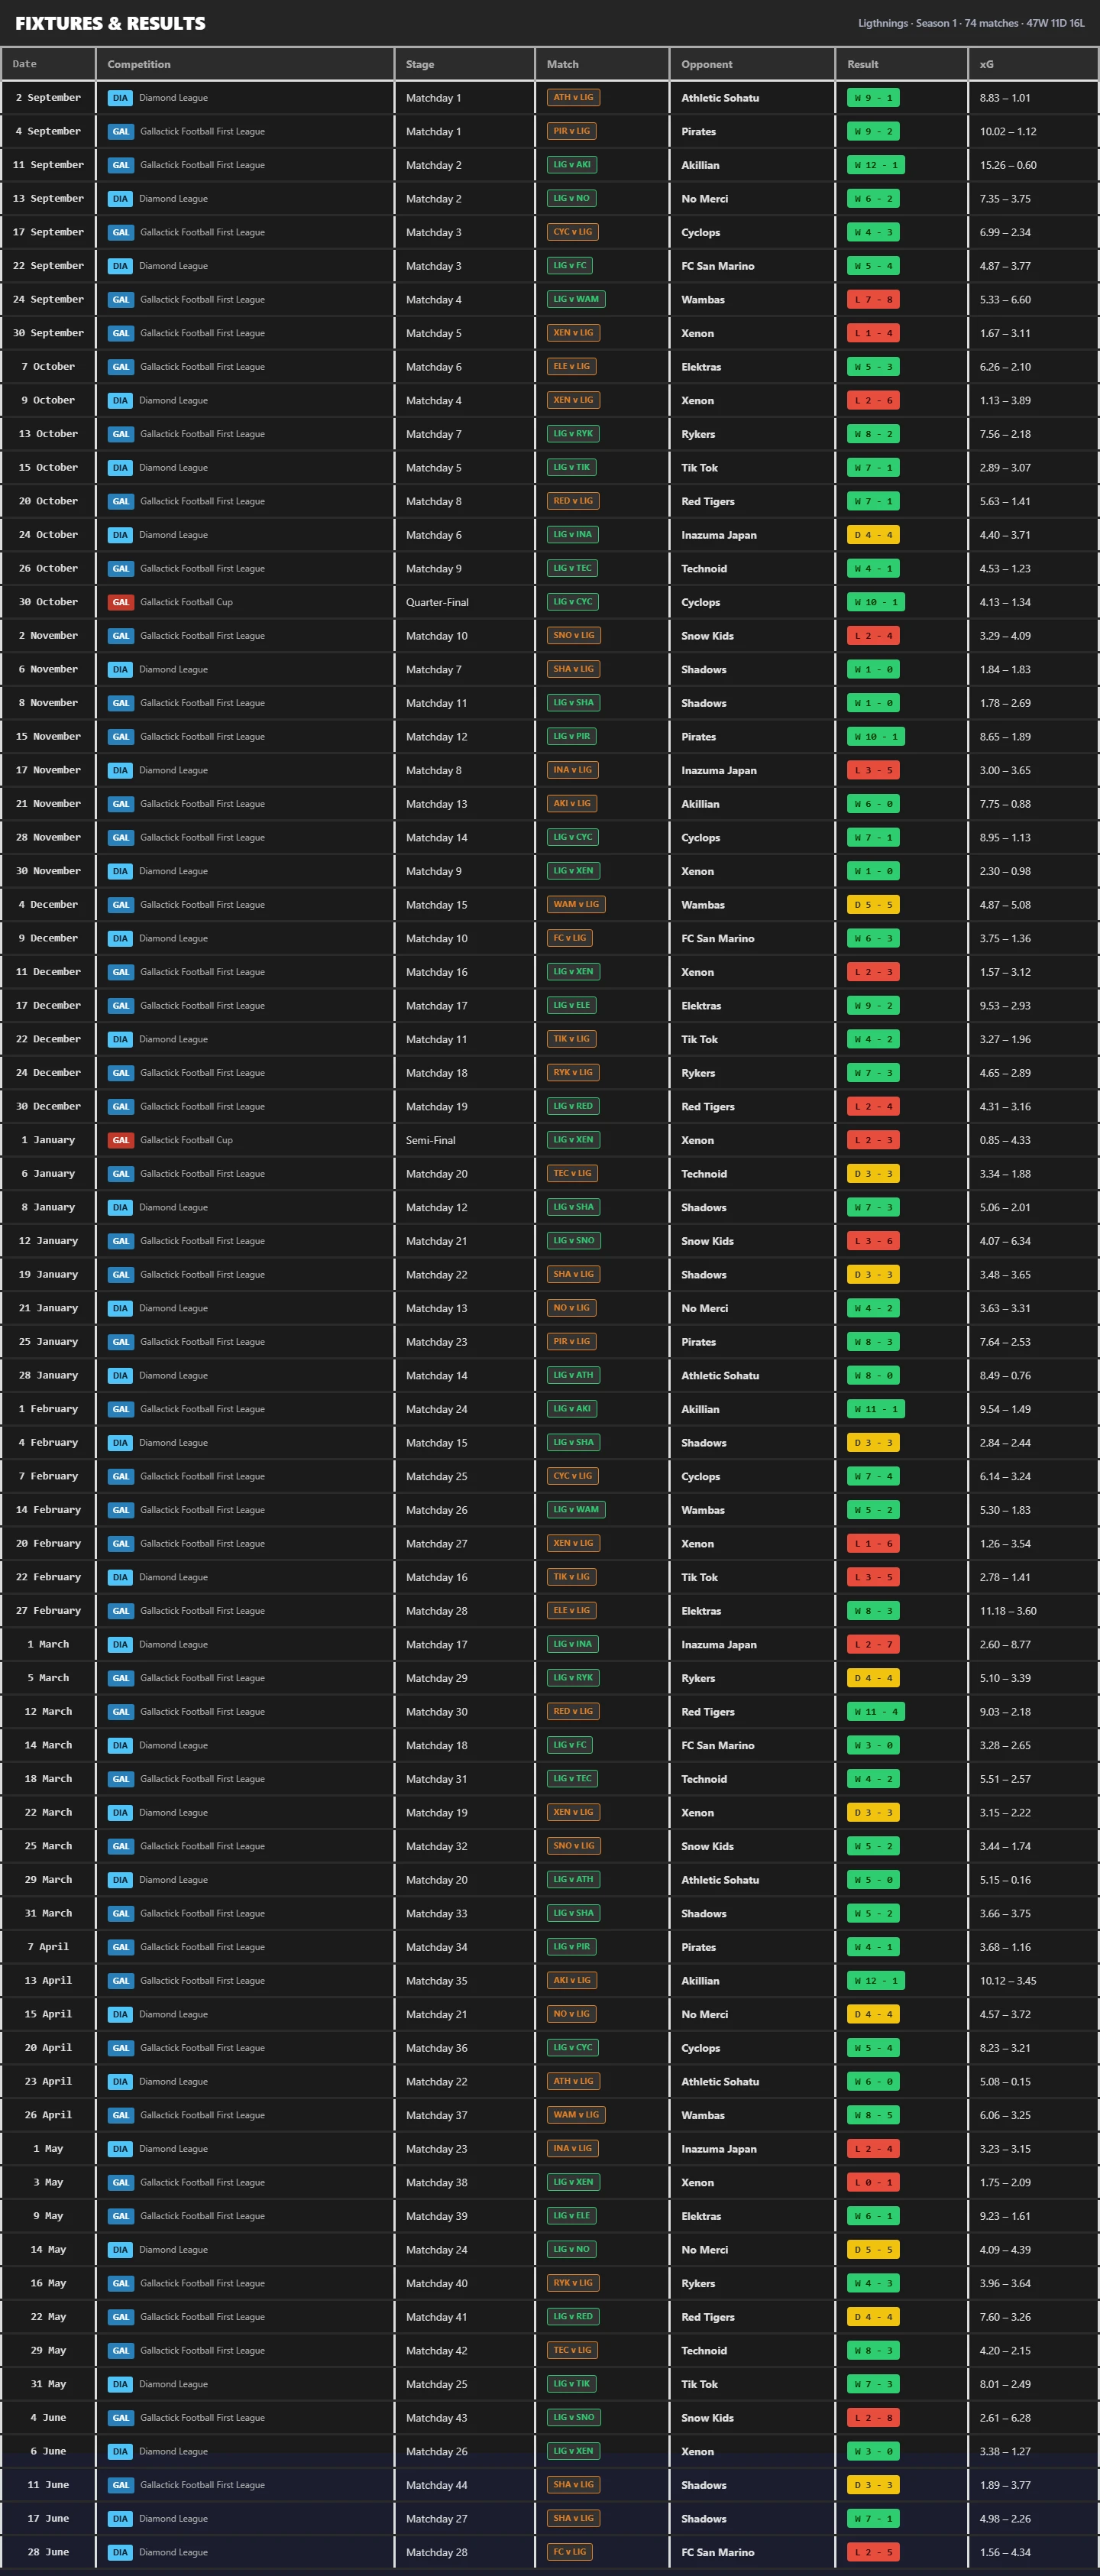 FIXTURES & RESULTS
Ligthnings · Season 1 · 74 matches · 47W 11D 16L
Date Competition Stage Match Opponent Result xG
2 September DIA Diamond League Matchday 1 ATH v LIG Athletic Sohatu W 9 - 1 8.83 – 1.01
4 September GAL Gallactick Football First League Matchday 1 PIR v LIG Pirates W 9 - 2 10.02 – 1.12
11 September GAL Gallactick Football First League Matchday 2 LIG v AKI Akillian W 12 - 1 15.26 – 0.60
13 September DIA Diamond League Matchday 2 LIG v NO No Merci W 6 - 2 7.35 – 3.75
17 September GAL Gallactick Football First League Matchday 3 CYC v LIG Cyclops W 4 - 3 6.99 – 2.34
22 September DIA Diamond League Matchday 3 LIG v FC FC San Marino W 5 - 4 4.87 – 3.77
24 September GAL Gallactick Football First League Matchday 4 LIG v WAM Wambas L 7 - 8 5.33 – 6.60
30 September GAL Gallactick Football First League Matchday 5 XEN v LIG Xenon L 1 - 4 1.67 – 3.11
7 October GAL Gallactick Football First League Matchday 6 ELE v LIG Elektras W 5 - 3 6.26 – 2.10
9 October DIA Diamond League Matchday 4 XEN v LIG Xenon L 2 - 6 1.13 – 3.89
13 October GAL Gallactick Football First League Matchday 7 LIG v RYK Rykers W 8 - 2 7.56 – 2.18
15 October DIA Diamond League Matchday 5 LIG v TIK Tik Tok W 7 - 1 2.89 – 3.07
20 October GAL Gallactick Football First League Matchday 8 RED v LIG Red Tigers W 7 - 1 5.63 – 1.41
24 October DIA Diamond League Matchday 6 LIG v INA Inazuma Japan D 4 - 4 4.40 – 3.71
26 October GAL Gallactick Football First League Matchday 9 LIG v TEC Technoid W 4 - 1 4.53 – 1.23
30 October GAL Gallactick Football Cup Quarter-Final LIG v CYC Cyclops W 10 - 1 4.13 – 1.34
2 November GAL Gallactick Football First League Matchday 10 SNO v LIG Snow Kids L 2 - 4 3.29 – 4.09
6 November DIA Diamond League Matchday 7 SHA v LIG Shadows W 1 - 0 1.84 – 1.83
8 November GAL Gallactick Football First League Matchday 11 LIG v SHA Shadows W 1 - 0 1.78 – 2.69
15 November GAL Gallactick Football First League Matchday 12 LIG v PIR Pirates W 10 - 1 8.65 – 1.89
17 November DIA Diamond League Matchday 8 INA v LIG Inazuma Japan L 3 - 5 3.00 – 3.65
21 November GAL Gallactick Football First League Matchday 13 AKI v LIG Akillian W 6 - 0 7.75 – 0.88
28 November GAL Gallactick Football First League Matchday 14 LIG v CYC Cyclops W 7 - 1 8.95 – 1.13
30 November DIA Diamond League Matchday 9 LIG v XEN Xenon W 1 - 0 2.30 – 0.98
4 December GAL Gallactick Football First League Matchday 15 WAM v LIG Wambas D 5 - 5 4.87 – 5.08
9 December DIA Diamond League Matchday 10 FC v LIG FC San Marino W 6 - 3 3.75 – 1.36
11 December GAL Gallactick Football First League Matchday 16 LIG v XEN Xenon L 2 - 3 1.57 – 3.12
17 December GAL Gallactick Football First League Matchday 17 LIG v ELE Elektras W 9 - 2 9.53 – 2.93
22 December DIA Diamond League Matchday 11 TIK v LIG Tik Tok W 4 - 2 3.27 – 1.96
24 December GAL Gallactick Football First League Matchday 18 RYK v LIG Rykers W 7 - 3 4.65 – 2.89
30 December GAL Gallactick Football First League Matchday 19 LIG v RED Red Tigers L 2 - 4 4.31 – 3.16
1 January GAL Gallactick Football Cup Semi-Final LIG v XEN Xenon L 2 - 3 0.85 – 4.33
6 January GAL Gallactick Football First League Matchday 20 TEC v LIG Technoid D 3 - 3 3.34 – 1.88
8 January DIA Diamond League Matchday 12 LIG v SHA Shadows W 7 - 3 5.06 – 2.01
12 January GAL Gallactick Football First League Matchday 21 LIG v SNO Snow Kids L 3 - 6 4.07 – 6.34
19 January GAL Gallactick Football First League Matchday 22 SHA v LIG Shadows D 3 - 3 3.48 – 3.65
21 January DIA Diamond League Matchday 13 NO v LIG No Merci W 4 - 2 3.63 – 3.31
25 January GAL Gallactick Football First League Matchday 23 PIR v LIG Pirates W 8 - 3 7.64 – 2.53
28 January DIA Diamond League Matchday 14 LIG v ATH Athletic Sohatu W 8 - 0 8.49 – 0.76
1 February GAL Gallactick Football First League Matchday 24 LIG v AKI Akillian W 11 - 1 9.54 – 1.49
4 February DIA Diamond League Matchday 15 LIG v SHA Shadows D 3 - 3 2.84 – 2.44
7 February GAL Gallactick Football First League Matchday 25 CYC v LIG Cyclops W 7 - 4 6.14 – 3.24
14 February GAL Gallactick Football First League Matchday 26 LIG v WAM Wambas W 5 - 2 5.30 – 1.83
20 February GAL Gallactick Football First League Matchday 27 XEN v LIG Xenon L 1 - 6 1.26 – 3.54
22 February DIA Diamond League Matchday 16 TIK v LIG Tik Tok L 3 - 5 2.78 – 1.41
27 February GAL Gallactick Football First League Matchday 28 ELE v LIG Elektras W 8 - 3 11.18 – 3.60
1 March DIA Diamond League Matchday 17 LIG v INA Inazuma Japan L 2 - 7 2.60 – 8.77
5 March GAL Gallactick Football First League Matchday 29 LIG v RYK Rykers D 4 - 4 5.10 – 3.39
12 March GAL Gallactick Football First League Matchday 30 RED v LIG Red Tigers W 11 - 4 9.03 – 2.18
14 March DIA Diamond League Matchday 18 LIG v FC FC San Marino W 3 - 0 3.28 – 2.65
18 March GAL Gallactick Football First League Matchday 31 LIG v TEC Technoid W 4 - 2 5.51 – 2.57
22 March DIA Diamond League Matchday 19 XEN v LIG Xenon D 3 - 3 3.15 – 2.22
25 March GAL Gallactick Football First League Matchday 32 SNO v LIG Snow Kids W 5 - 2 3.44 – 1.74
29 March DIA Diamond League Matchday 20 LIG v ATH Athletic Sohatu W 5 - 0 5.15 – 0.16
31 March GAL Gallactick Football First League Matchday 33 LIG v SHA Shadows W 5 - 2 3.66 – 3.75
7 April GAL Gallactick Football First League Matchday 34 LIG v PIR Pirates W 4 - 1 3.68 – 1.16
13 April GAL Gallactick Football First League Matchday 35 AKI v LIG Akillian W 12 - 1 10.12 – 3.45
15 April DIA Diamond League Matchday 21 NO v LIG No Merci D 4 - 4 4.57 – 3.72
20 April GAL Gallactick Football First League Matchday 36 LIG v CYC Cyclops W 5 - 4 8.23 – 3.21
23 April DIA Diamond League Matchday 22 ATH v LIG Athletic Sohatu W 6 - 0 5.08 – 0.15
26 April GAL Gallactick Football First League Matchday 37 WAM v LIG Wambas W 8 - 5 6.06 – 3.25
1 May DIA Diamond League Matchday 23 INA v LIG Inazuma Japan L 2 - 4 3.23 – 3.15
3 May GAL Gallactick Football First League Matchday 38 LIG v XEN Xenon L 0 - 1 1.75 – 2.09
9 May GAL Gallactick Football First League Matchday 39 LIG v ELE Elektras W 6 - 1 9.23 – 1.61
14 May DIA Diamond League Matchday 24 LIG v NO No Merci D 5 - 5 4.09 – 4.39
16 May GAL Gallactick Football First League Matchday 40 RYK v LIG Rykers W 4 - 3 3.96 – 3.64
22 May GAL Gallactick Football First League Matchday 41 LIG v RED Red Tigers D 4 - 4 7.60 – 3.26
29 May GAL Gallactick Football First League Matchday 42 TEC v LIG Technoid W 8 - 3 4.20 – 2.15
31 May DIA Diamond League Matchday 25 LIG v TIK Tik Tok W 7 - 3 8.01 – 2.49
4 June GAL Gallactick Football First League Matchday 43 LIG v SNO Snow Kids L 2 - 8 2.61 – 6.28
6 June DIA Diamond League Matchday 26 LIG v XEN Xenon W 3 - 0 3.38 – 1.27
11 June GAL Gallactick Football First League Matchday 44 SHA v LIG Shadows D 3 - 3 1.89 – 3.77
17 June DIA Diamond League Matchday 27 SHA v LIG Shadows W 7 - 1 4.98 – 2.26
28 June DIA Diamond League Matchday 28 FC v LIG FC San Marino L 2 - 5 1.56 – 4.34